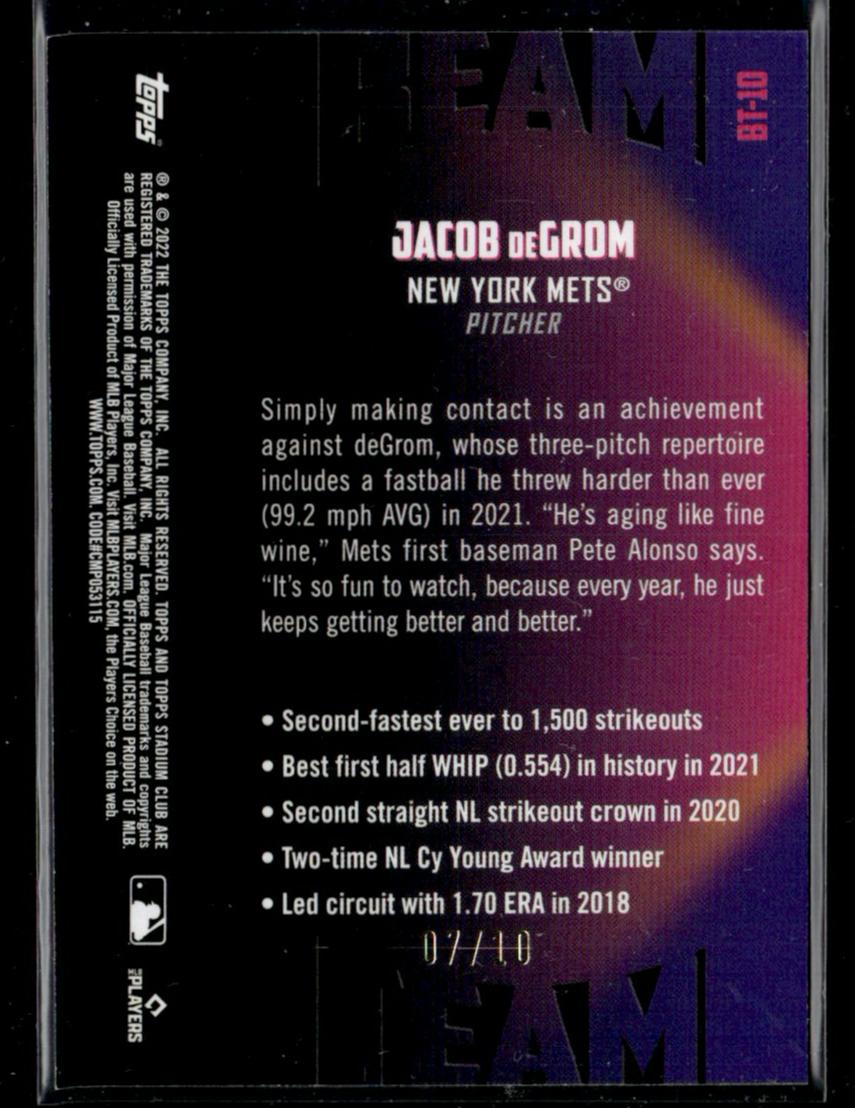 TEAM
BT-10
JACOB DEGROM
NEW YORK METS®
PITCHER
Simply making contact is an achievement
against deGrom, whose three-pitch repertoire
includes a fastball he threw harder than ever
(99.2 mph AVG) in 2021. “He’s aging like fine
wine,” Mets first baseman Pete Alonso says.
“It’s so fun to watch, because every year, he just
keeps getting better and better.”
• Second-fastest ever to 1,500 strikeouts
• Best first half WHIP (0.554) in history in 2021
• Second straight NL strikeout crown in 2020
• Two-time NL Cy Young Award winner
• Led circuit with 1.70 ERA in 2018
07/10
TEAM
topps®
® & © 2022 THE TOPPS COMPANY, INC. ALL RIGHTS RESERVED. TOPPS AND TOPPS STADIUM CLUB ARE
REGISTERED TRADEMARKS OF THE TOPPS COMPANY, INC. Major League Baseball trademarks and copyrights
are used with permission of Major League Baseball. Visit MLB.com. OFFICIALLY LICENSED PRODUCT OF MLB.
Officially Licensed Product of MLB Players, Inc. Visit MLBPLAYERS.COM, the Players Choice on the web.
WWW.TOPPS.COM. CODE#CMP053115
MLB
PLAYERS